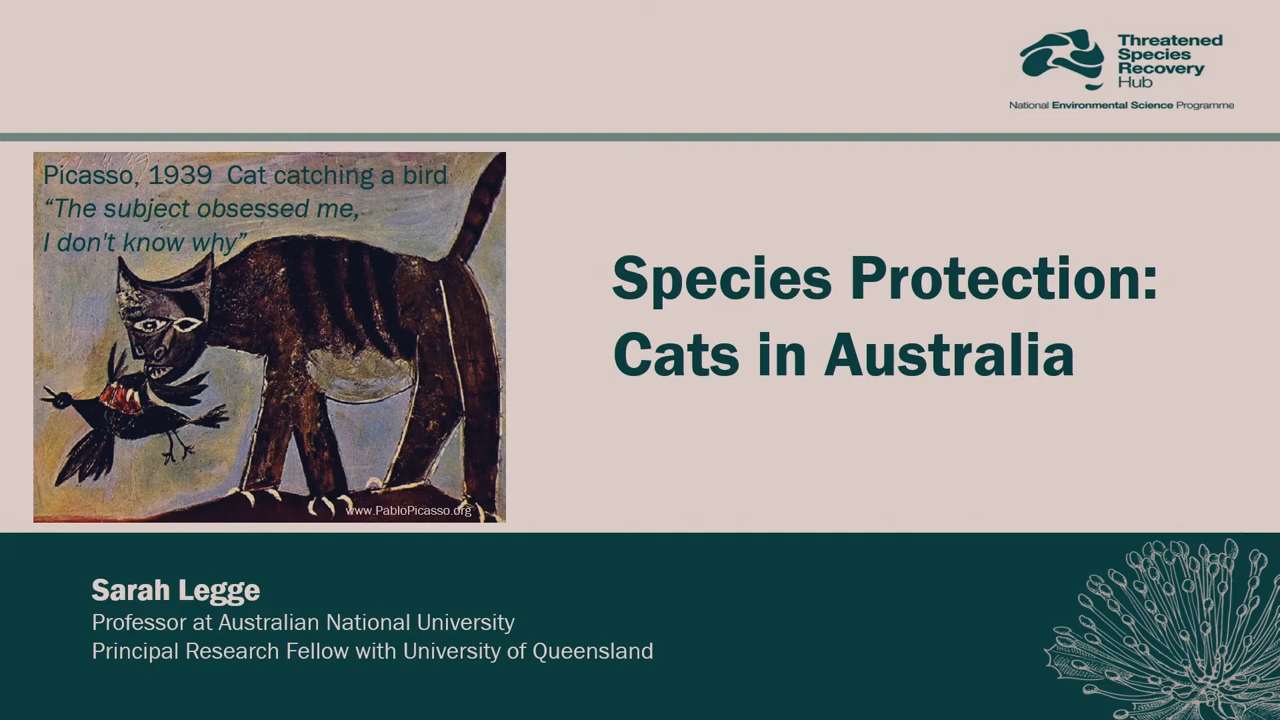 Threatened
Species
Recovery
Hub
National Environmental Science Programme
Picasso, 1939 Cat catching a bird
“The subject obsessed me,
I don't know why”
www.PabloPicasso.org
Species Protection:
Cats in Australia
Sarah Legge
Professor at Australian National University
Principal Research Fellow with University of Queensland